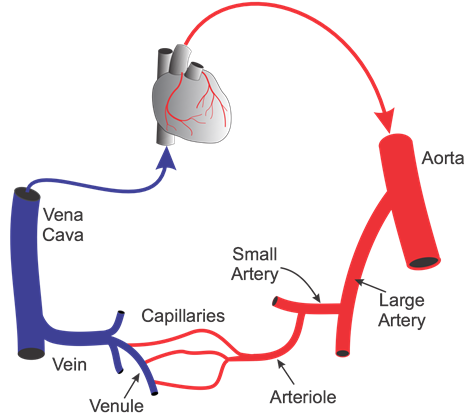 Aorta
Vena
Cava
Small
Artery
Large
Artery
Capillaries
Vein
Arteriole
Venule